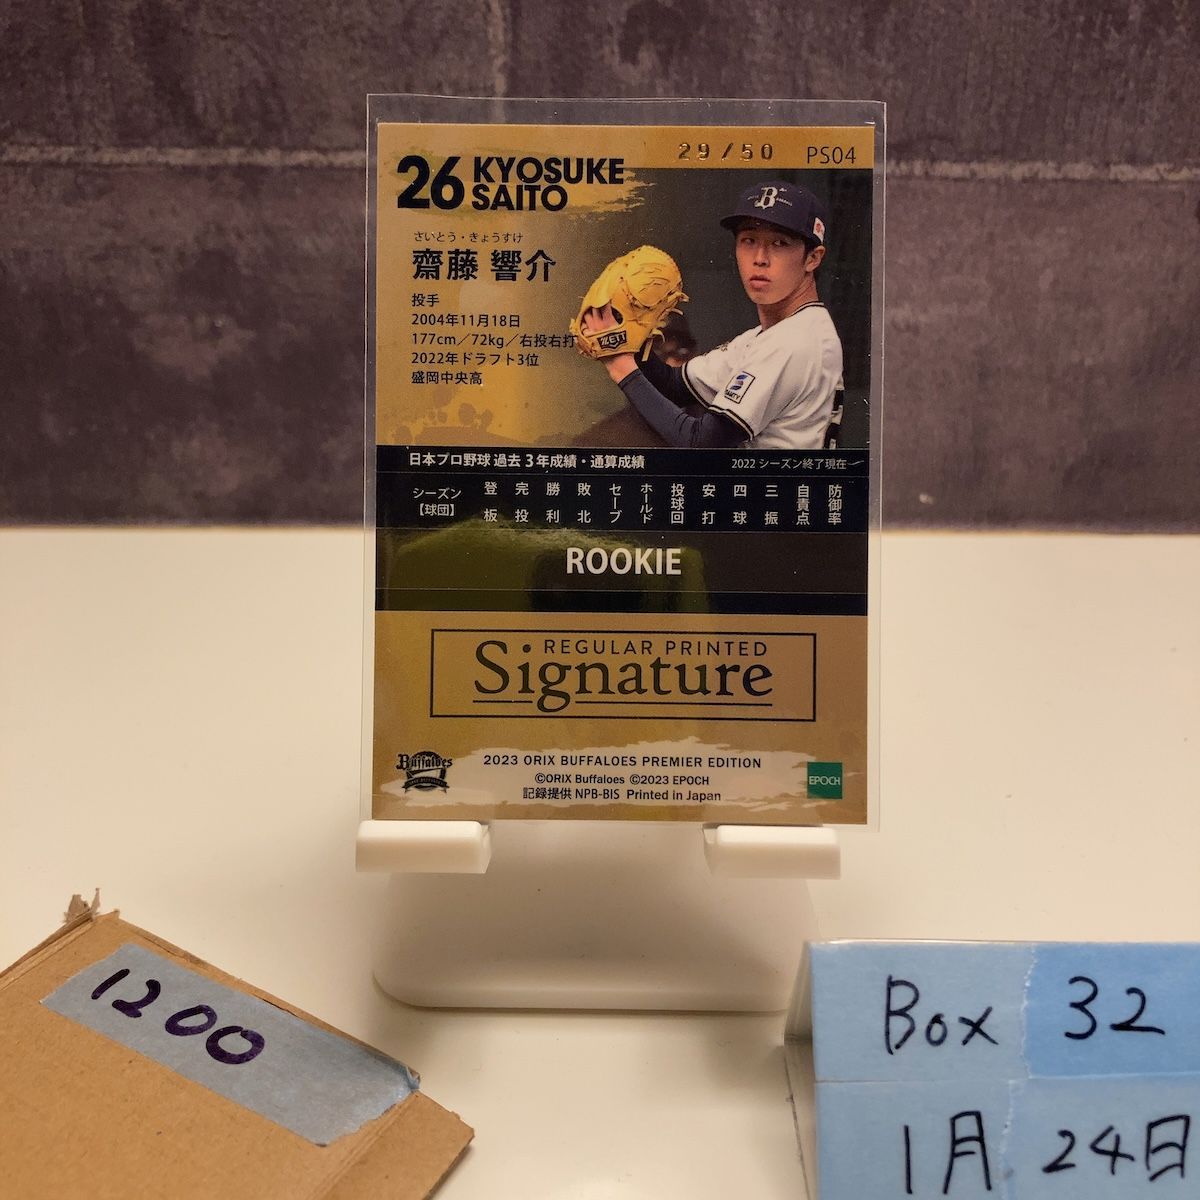 29/50 PS04
26 KYOSUKE
SAITO
さいとう・きょうすけ
齋藤 響介
投手
2004年11月18日
177cm/72kg/右投右打
2022年ドラフト3位
盛岡中央高
B
ZETT
日本プロ野球 過去 3 年成績・通算成績 2022 シーズン終了現在
シーズン【球団】 登板 完投 勝利 敗北 セーブ ホールド 投球回 安打 四球 三振 自責点 防御率
ROOKIE
REGULAR PRINTED
Signature
Buffaloes
2023 ORIX BUFFALOES PREMIER EDITION
©ORIX Buffaloes ©2023 EPOCH
記録提供 NPB-BIS Printed in Japan
EPOCH
1200
Box 32
1月24日